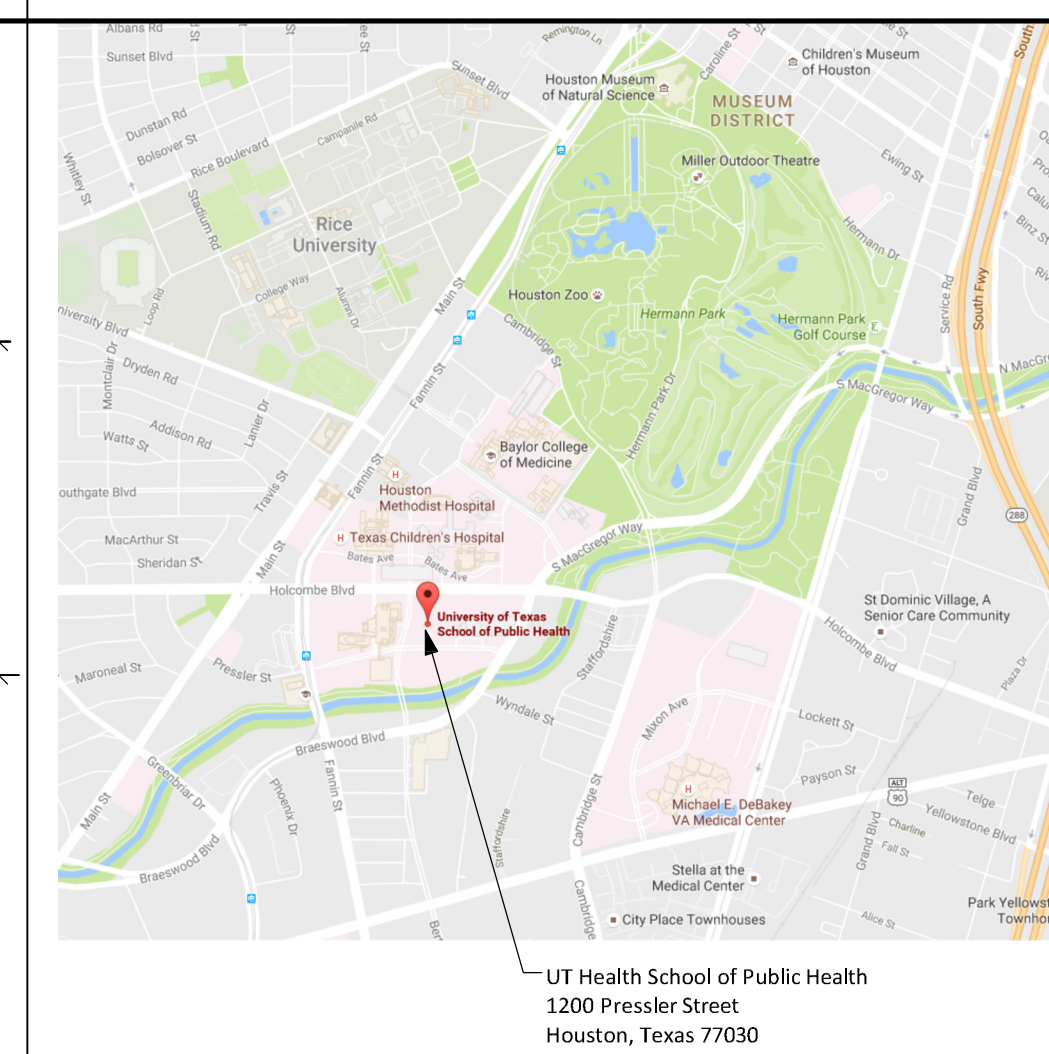 Albans Rd
Sunset Blvd
Remington Ln
Caroline St
South
Children's Museum
of Houston
Sunset Blvd
Houston Museum
of Natural Science
MUSEUM
DISTRICT
Dunstan Rd
Bolsover St
Campanile Rd
Rice Boulevard
Whitley St
Miller Outdoor Theatre
Ewing St
Stadium Rd
Rice
University
Hermann Dr
Binz St
College Way
Alumni Dr
Loop Rd
Main St
Houston Zoo
Hermann Park
Hermann Park
Golf Course
Service Rd
South Fwy
niversity Blvd
Cambridge St
Montclair Dr
Dryden Rd
Fannin St
Hermann Park Dr
S MacGregor Way
N MacGr
Lanier Dr
Addison Rd
Watts St
Baylor College
of Medicine
Fannin St
Travis St
outhgate Blvd
Houston
Methodist Hospital
Grand Blvd
288
MacArthur St
Texas Children's Hospital
Bates Ave
Bates Ave
S MacGregor Way
Sheridan St
Main St
Holcombe Blvd
University of Texas
School of Public Health
St Dominic Village, A
Senior Care Community
Holcombe Blvd
Staffordshire
Maroneal St
Pressler St
Plaza Dr
Wyndale St
Mixon Ave
Lockett St
Braeswood Blvd
Greenbriar Dr
Fannin St
Phoenix Dr
Main St
Payson St
ALT
90
Michael E. DeBakey
VA Medical Center
Cambridge St
Staffordshire
Telge
Yellowstone Blvd
Charline
Fall St
Grand Blvd
Braeswood Blvd
Stella at the
Medical Center
City Place Townhouses
Cambridge
Alice St
Park Yellowst
Townho
UT Health School of Public Health
1200 Pressler Street
Houston, Texas 77030